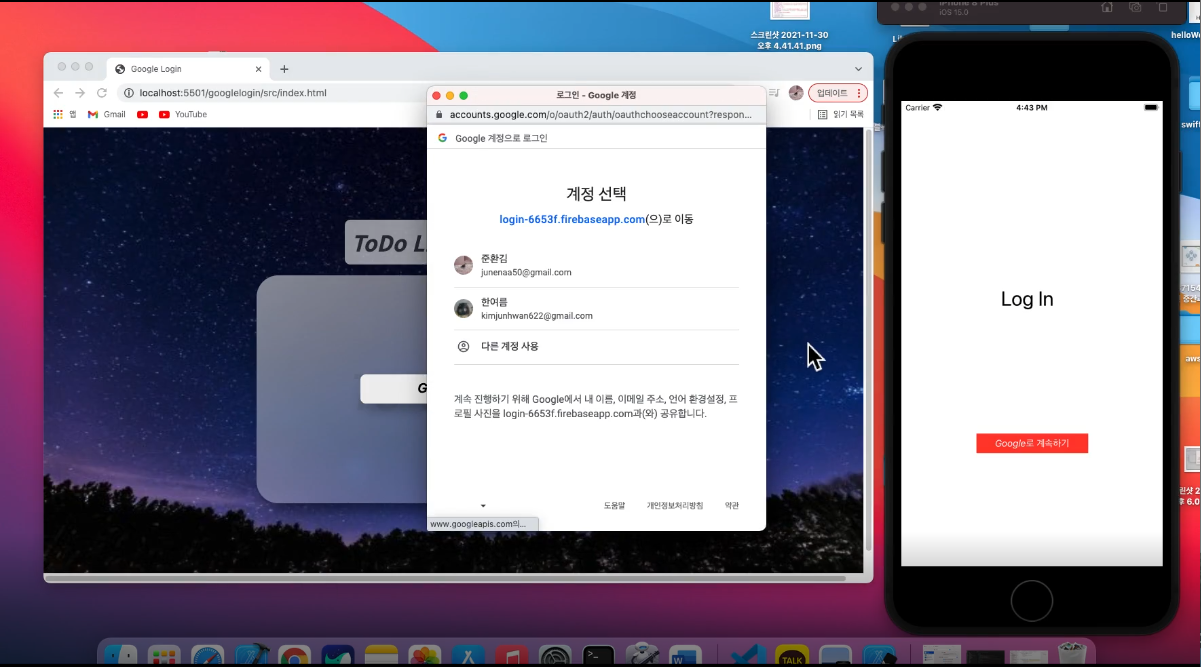 스크린샷 2021-11-30
오후 4.41.41.png
iPhone 8 Plus
iOS 15.0
helloWo
Google Login
localhost:5501/googlelogin/src/index.html
업데이트
앱
Gmail
YouTube
읽기 목록
ToDo L
G
로그인 - Google 계정
accounts.google.com/o/oauth2/auth/oauthchooseaccount?respon...
Google 계정으로 로그인
계정 선택
login-6653f.firebaseapp.com(으)로 이동
준환김
junenaa50@gmail.com
한여름
kimjunhwan622@gmail.com
다른 계정 사용
계속 진행하기 위해 Google에서 내 이름, 이메일 주소, 언어 환경설정, 프
로필 사진을 login-6653f.firebaseapp.com과(와) 공유합니다.
도움말
개인정보처리방침
약관
www.googleapis.com의...
Carrier
4:43 PM
Log In
Google로 계속하기
swift
aws
TALK